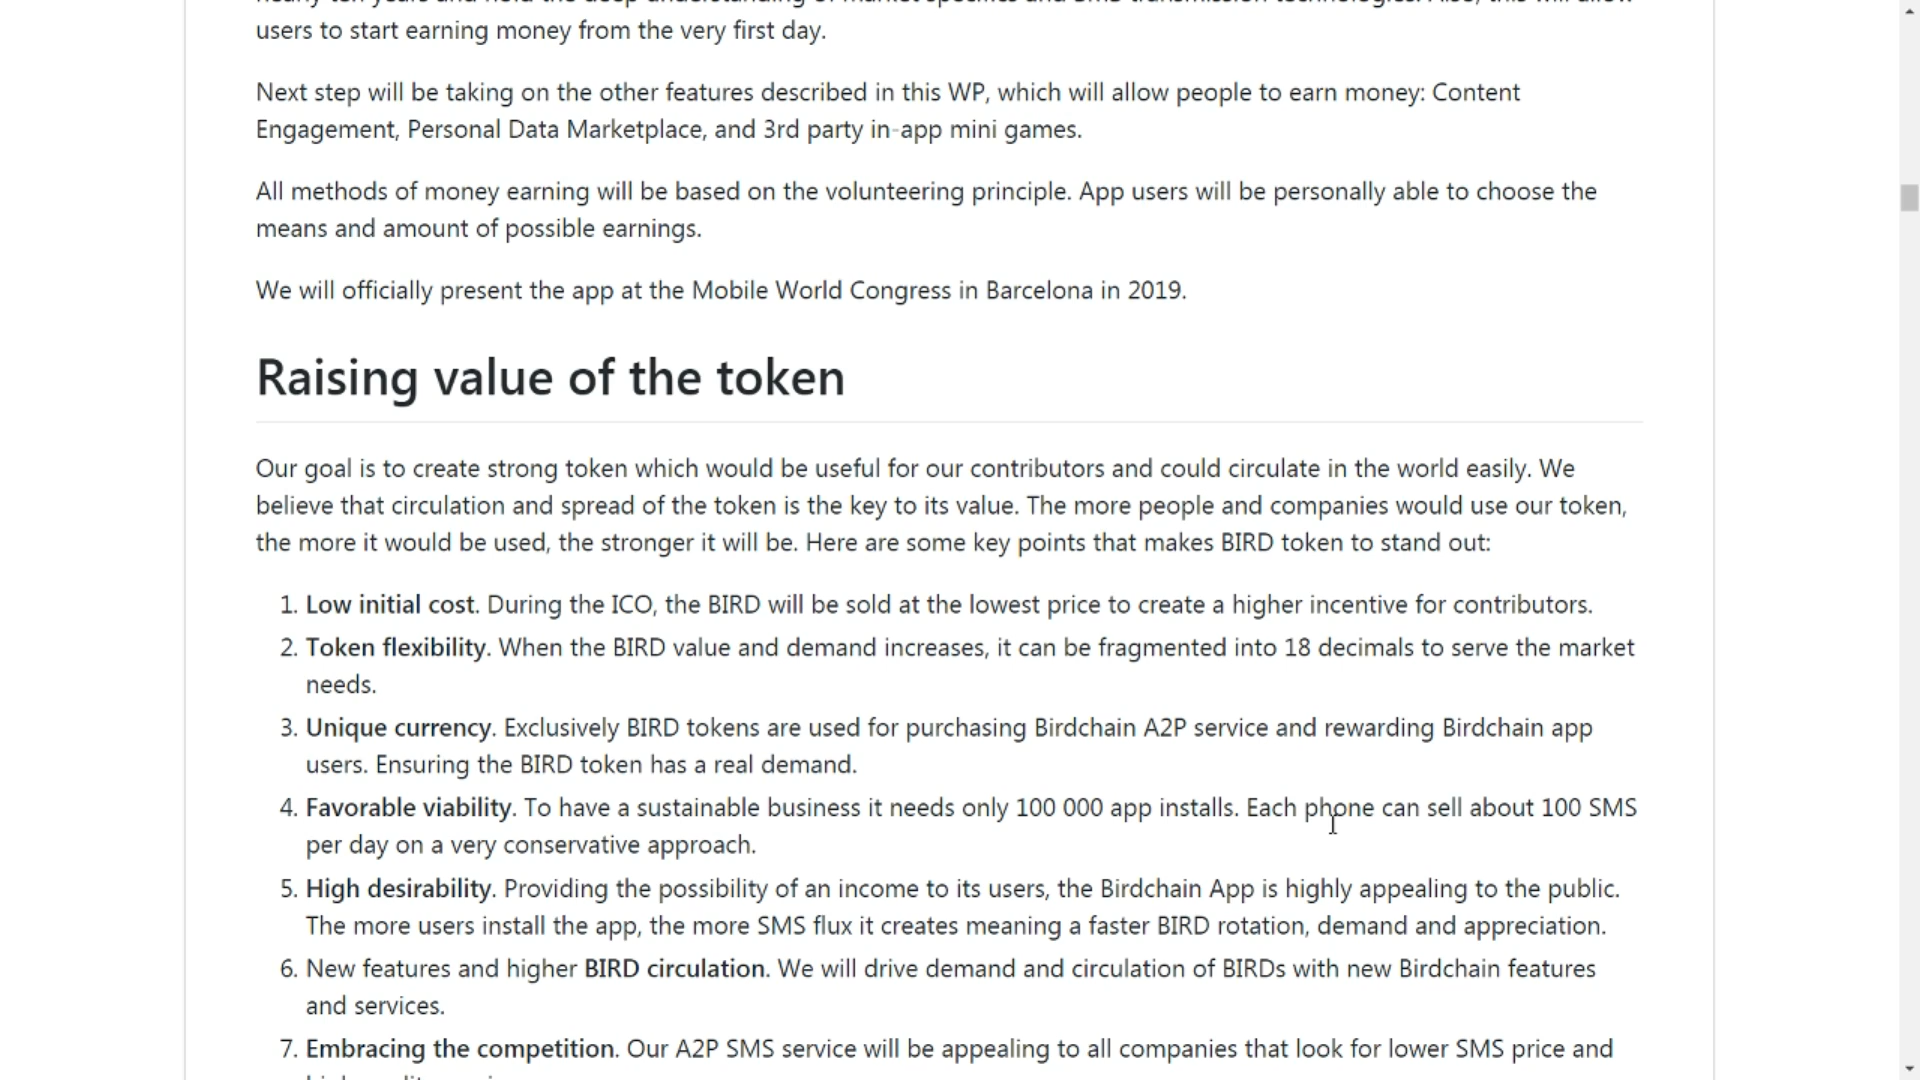 users to start earning money from the very first day.
Next step will be taking on the other features described in this WP, which will allow people to earn money: Content
Engagement, Personal Data Marketplace, and 3rd party in-app mini games.
All methods of money earning will be based on the volunteering principle. App users will be personally able to choose the
means and amount of possible earnings.
We will officially present the app at the Mobile World Congress in Barcelona in 2019.
Raising value of the token
Our goal is to create strong token which would be useful for our contributors and could circulate in the world easily. We
believe that circulation and spread of the token is the key to its value. The more people and companies would use our token,
the more it would be used, the stronger it will be. Here are some key points that makes BIRD token to stand out:
1. Low initial cost. During the ICO, the BIRD will be sold at the lowest price to create a higher incentive for contributors.
2. Token flexibility. When the BIRD value and demand increases, it can be fragmented into 18 decimals to serve the market
needs.
3. Unique currency. Exclusively BIRD tokens are used for purchasing Birdchain A2P service and rewarding Birdchain app
users. Ensuring the BIRD token has a real demand.
4. Favorable viability. To have a sustainable business it needs only 100 000 app installs. Each phone can sell about 100 SMS
per day on a very conservative approach.
5. High desirability. Providing the possibility of an income to its users, the Birdchain App is highly appealing to the public.
The more users install the app, the more SMS flux it creates meaning a faster BIRD rotation, demand and appreciation.
6. New features and higher BIRD circulation. We will drive demand and circulation of BIRDs with new Birdchain features
and services.
7. Embracing the competition. Our A2P SMS service will be appealing to all companies that look for lower SMS price and